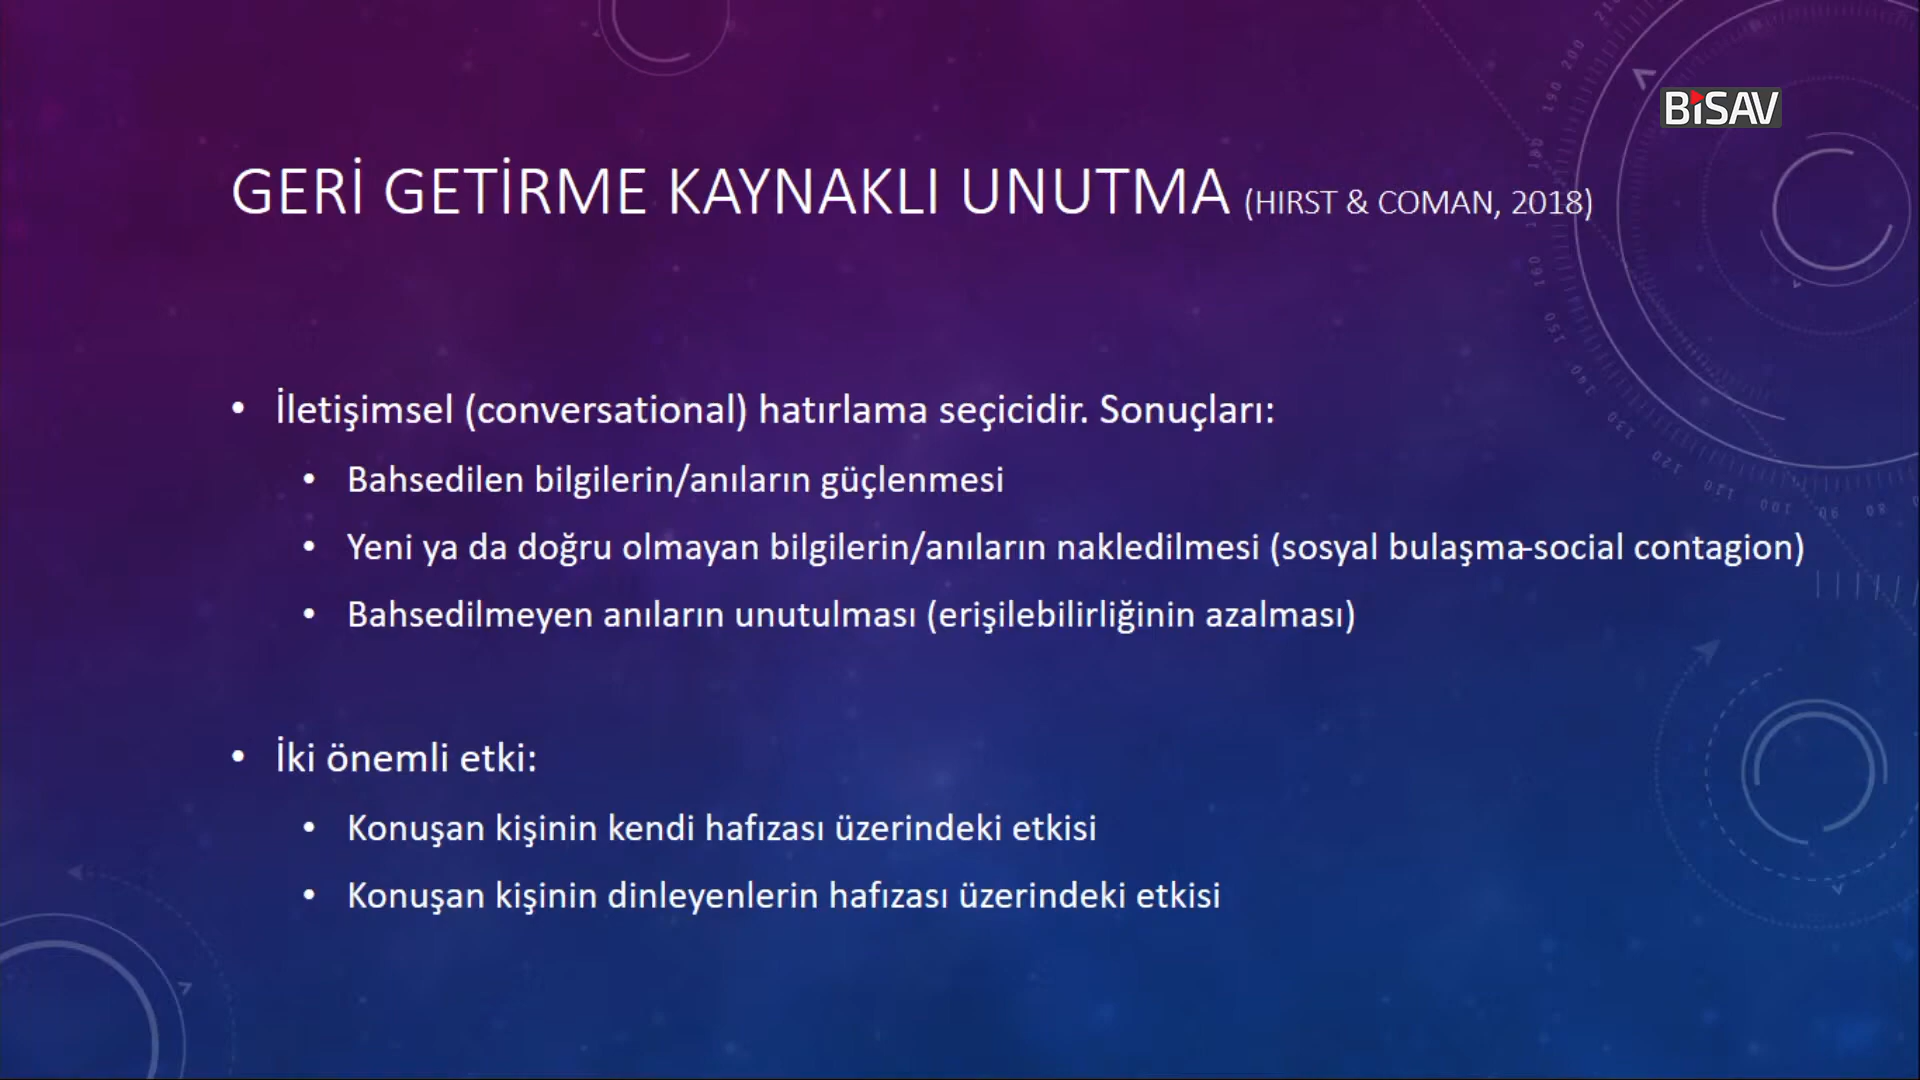 BİSAV
GERİ GETİRME KAYNAKLI UNUTMA (HIRST & COMAN, 2018)
• İletişimsel (conversational) hatırlama seçicidir. Sonuçları:
• Bahsedilen bilgilerin/anıların güçlenmesi
• Yeni ya da doğru olmayan bilgilerin/anıların nakledilmesi (sosyal bulaşma-social contagion)
• Bahsedilmeyen anıların unutulması (erişilebilirliğinin azalması)
• İki önemli etki:
• Konuşan kişinin kendi hafızası üzerindeki etkisi
• Konuşan kişinin dinleyenlerin hafızası üzerindeki etkisi